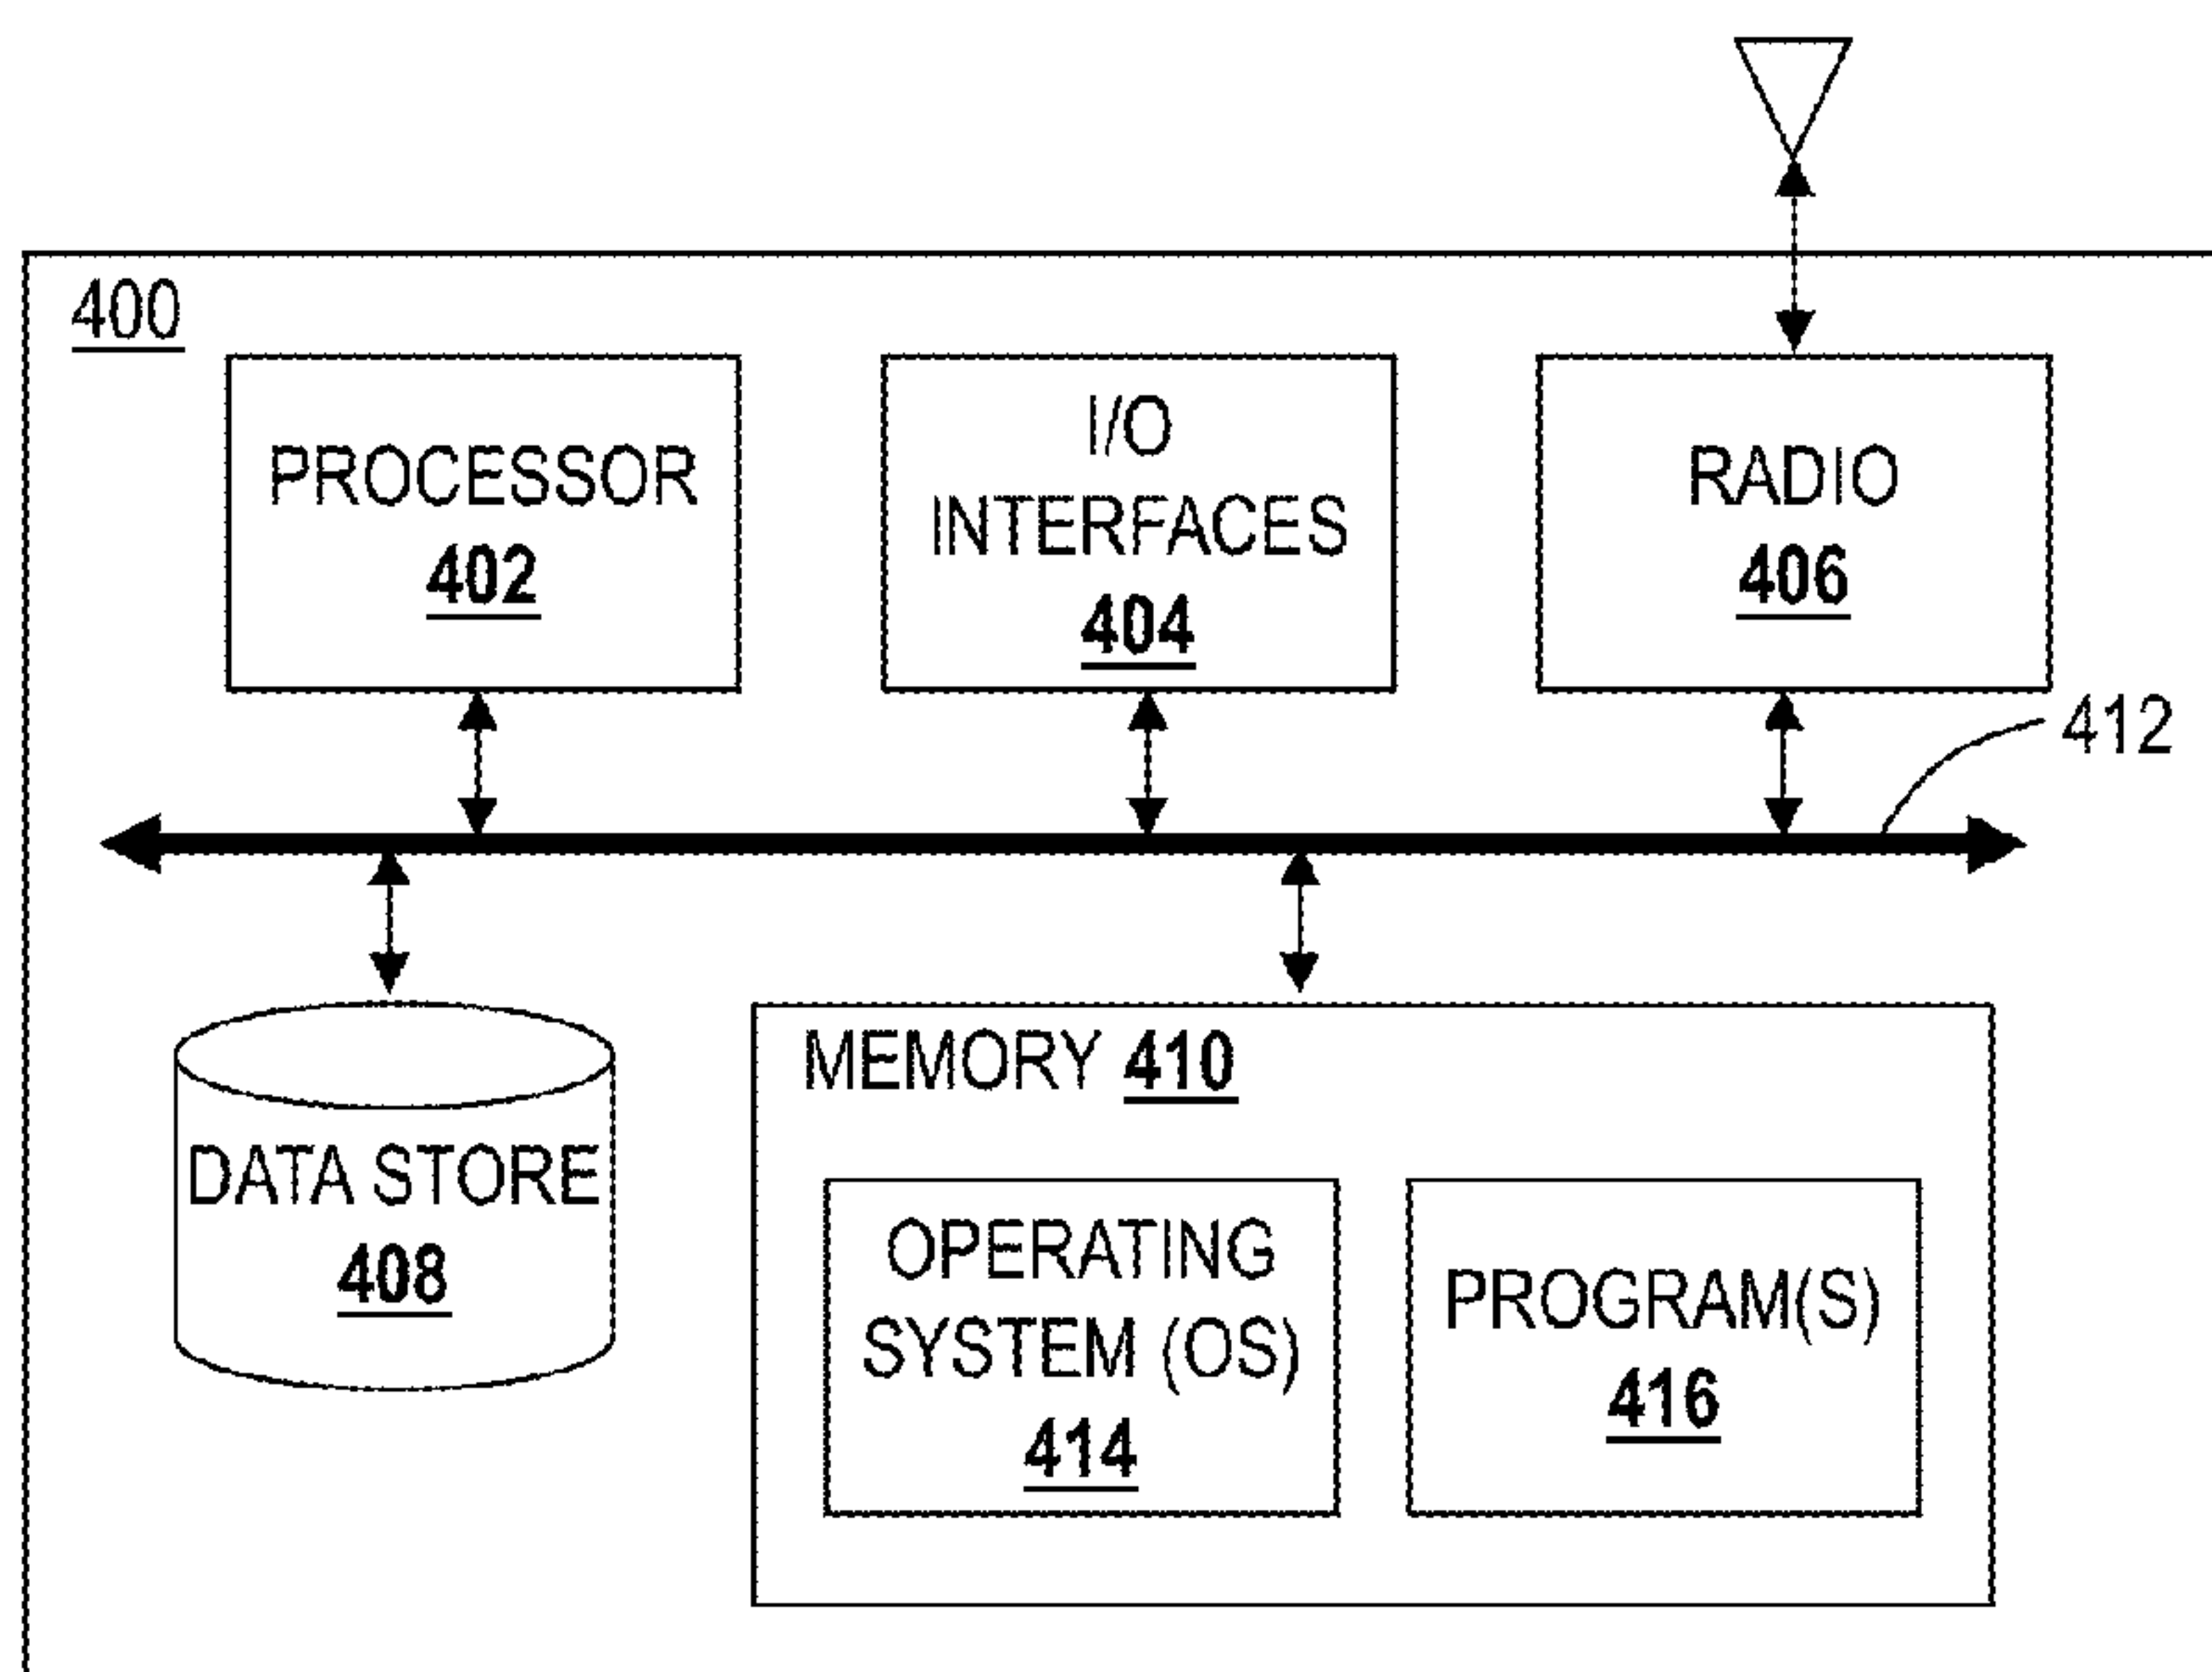 400
PROCESSOR
402
I/O
INTERFACES
404
RADIO
406
412
DATA STORE
408
MEMORY 410
OPERATING
SYSTEM (OS)
414
PROGRAM(S)
416